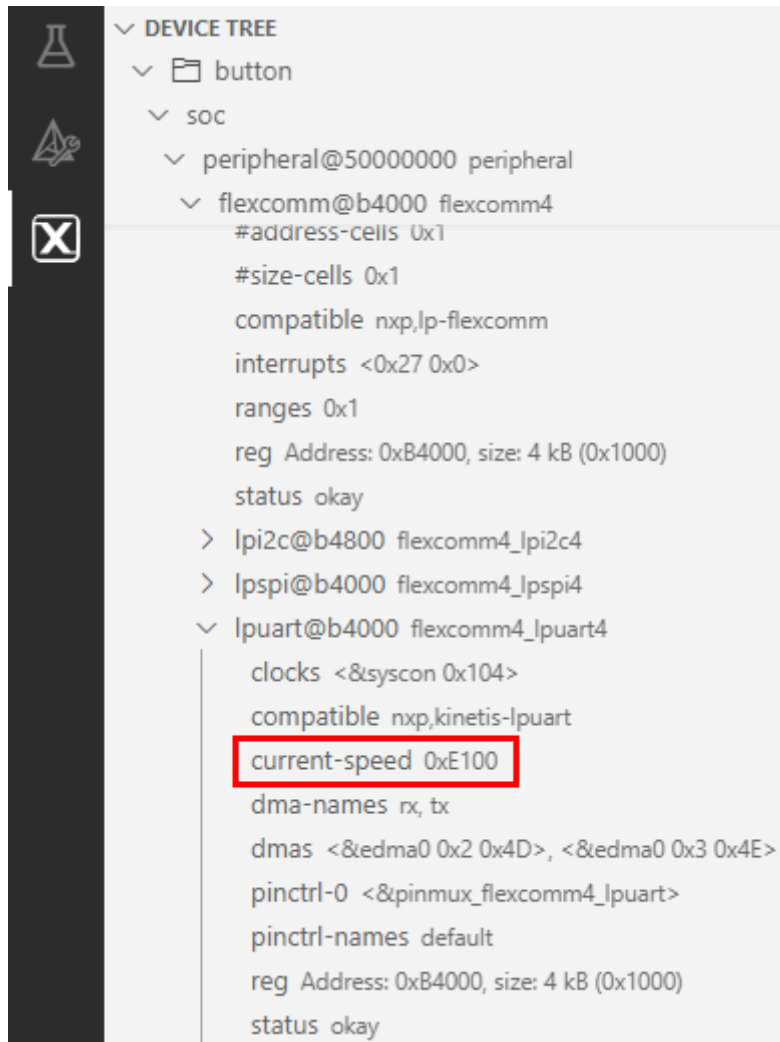 DEVICE TREE
button
soc
peripheral@50000000 peripheral
flexcomm@b4000 flexcomm4
#address-cells 0x1
#size-cells 0x1
compatible nxp,lp-flexcomm
interrupts <0x27 0x0>
ranges 0x1
reg Address: 0xB4000, size: 4 kB (0x1000)
status okay
lpi2c@b4800 flexcomm4_lpi2c4
lpspi@b4000 flexcomm4_lpspi4
lpuart@b4000 flexcomm4_lpuart4
clocks <&syscon 0x104>
compatible nxp,kinetis-lpuart
current-speed 0xE100
dma-names rx, tx
dmas <&edma0 0x2 0x4D>, <&edma0 0x3 0x4E>
pinctrl-0 <&pinmux_flexcomm4_lpuart>
pinctrl-names default
reg Address: 0xB4000, size: 4 kB (0x1000)
status okay